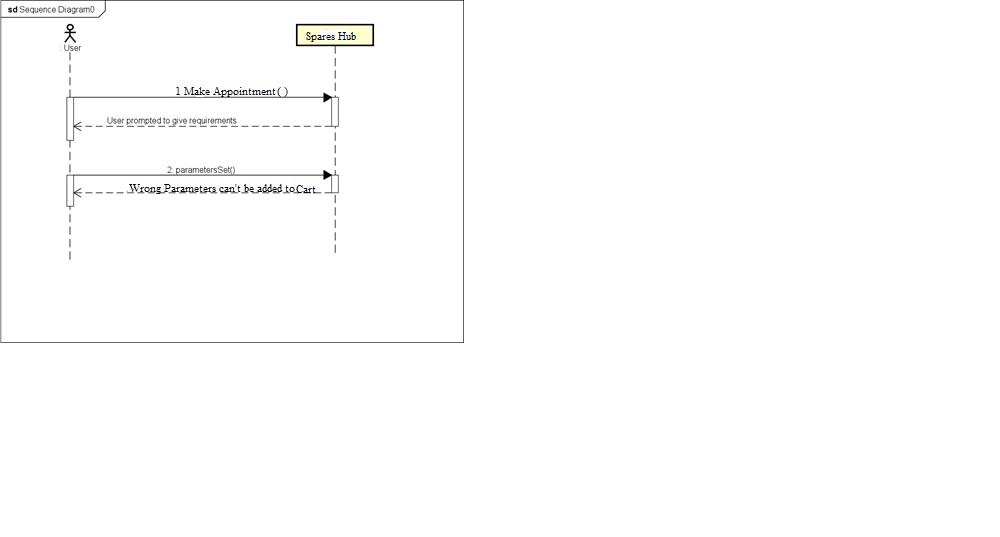 sd Sequence Diagram0
: User
Spares Hub
1 Make Appointment( )
User prompted to give requirements
2: parametersSet()
Wrong Parameters can't be added to Cart